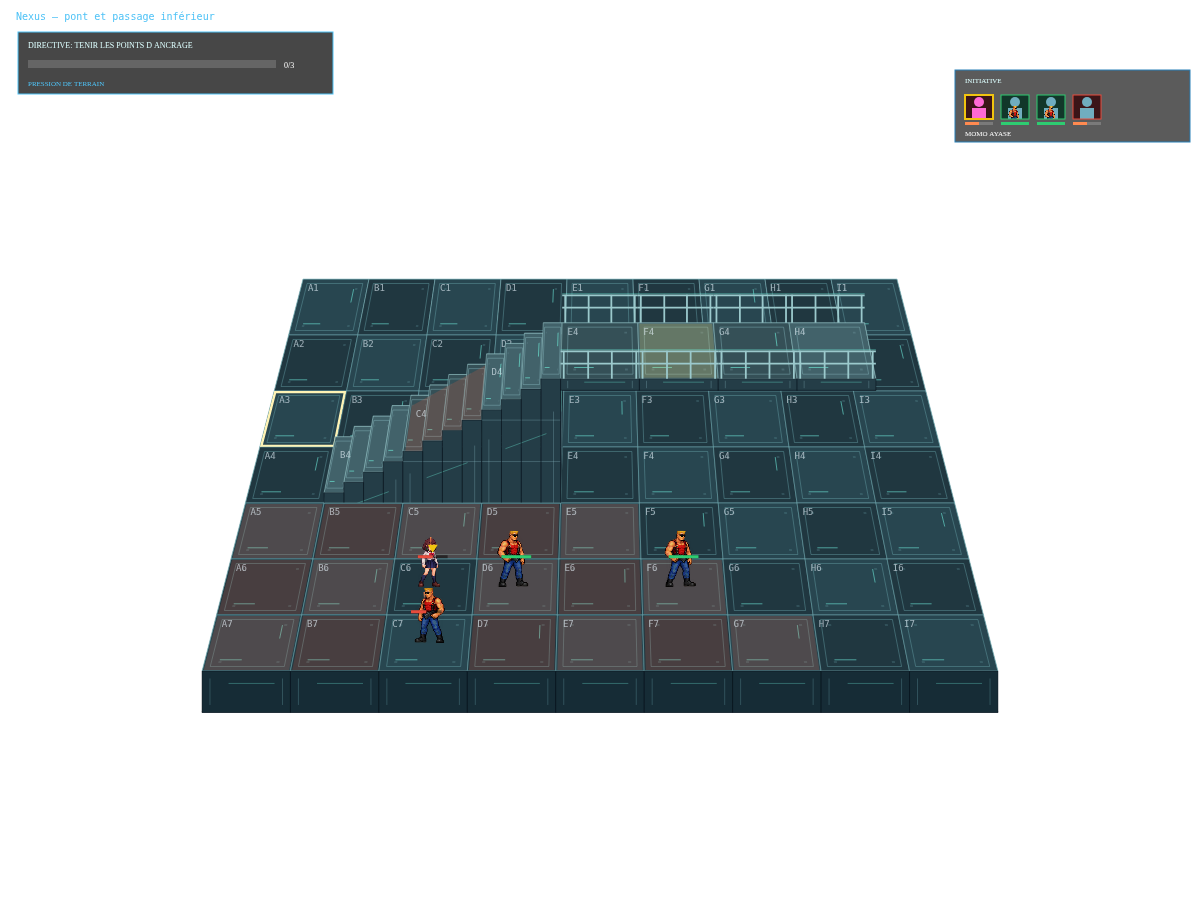 Nexus — pont et passage inférieur
DIRECTIVE: TENIR LES POINTS D ANCRAGE
0/3
PRESSION DE TERRAIN
INITIATIVE
MOMO AYASE
A1 B1 C1 D1 E1 F1 G1 H1 I1
E4 F4 G4 H4
A2 B2 C2
D4
A3 B3 E3 F3 G3 H3 I3
C4
A4 B4 E4 F4 G4 H4 I4
A5 B5 C5 D5 E5 F5 G5 H5 I5
A6 B6 C6 D6 E6 F6 G6 H6 I6
A7 B7 C7 D7 E7 F7 G7 H7 I7